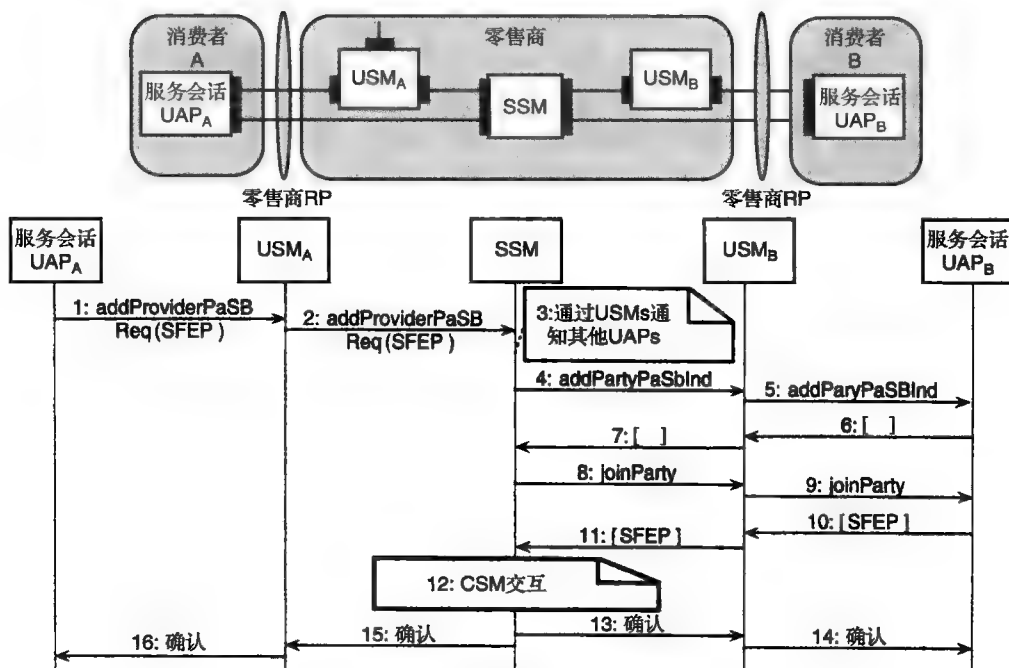 消费者
A
服务会话
UAPA
零售商
USMA
SSM
USMB
消费者
B
服务会话
UAPB
零售商RP
零售商RP
服务会话
UAPA
USMA
SSM
USMB
服务会话
UAPB
1: addProviderPaSB
Req(SFEP)
2: addProviderPaSB
Req(SFEP)
3:通过USMs通
知其他UAPs
4: addPartyPaSbInd
5: addParyPaSBInd
6: [ ]
7: [ ]
8: joinParty
9: joinParty
10: [SFEP]
11: [SFEP]
12: CSM交互
13: 确认
14: 确认
15: 确认
16: 确认